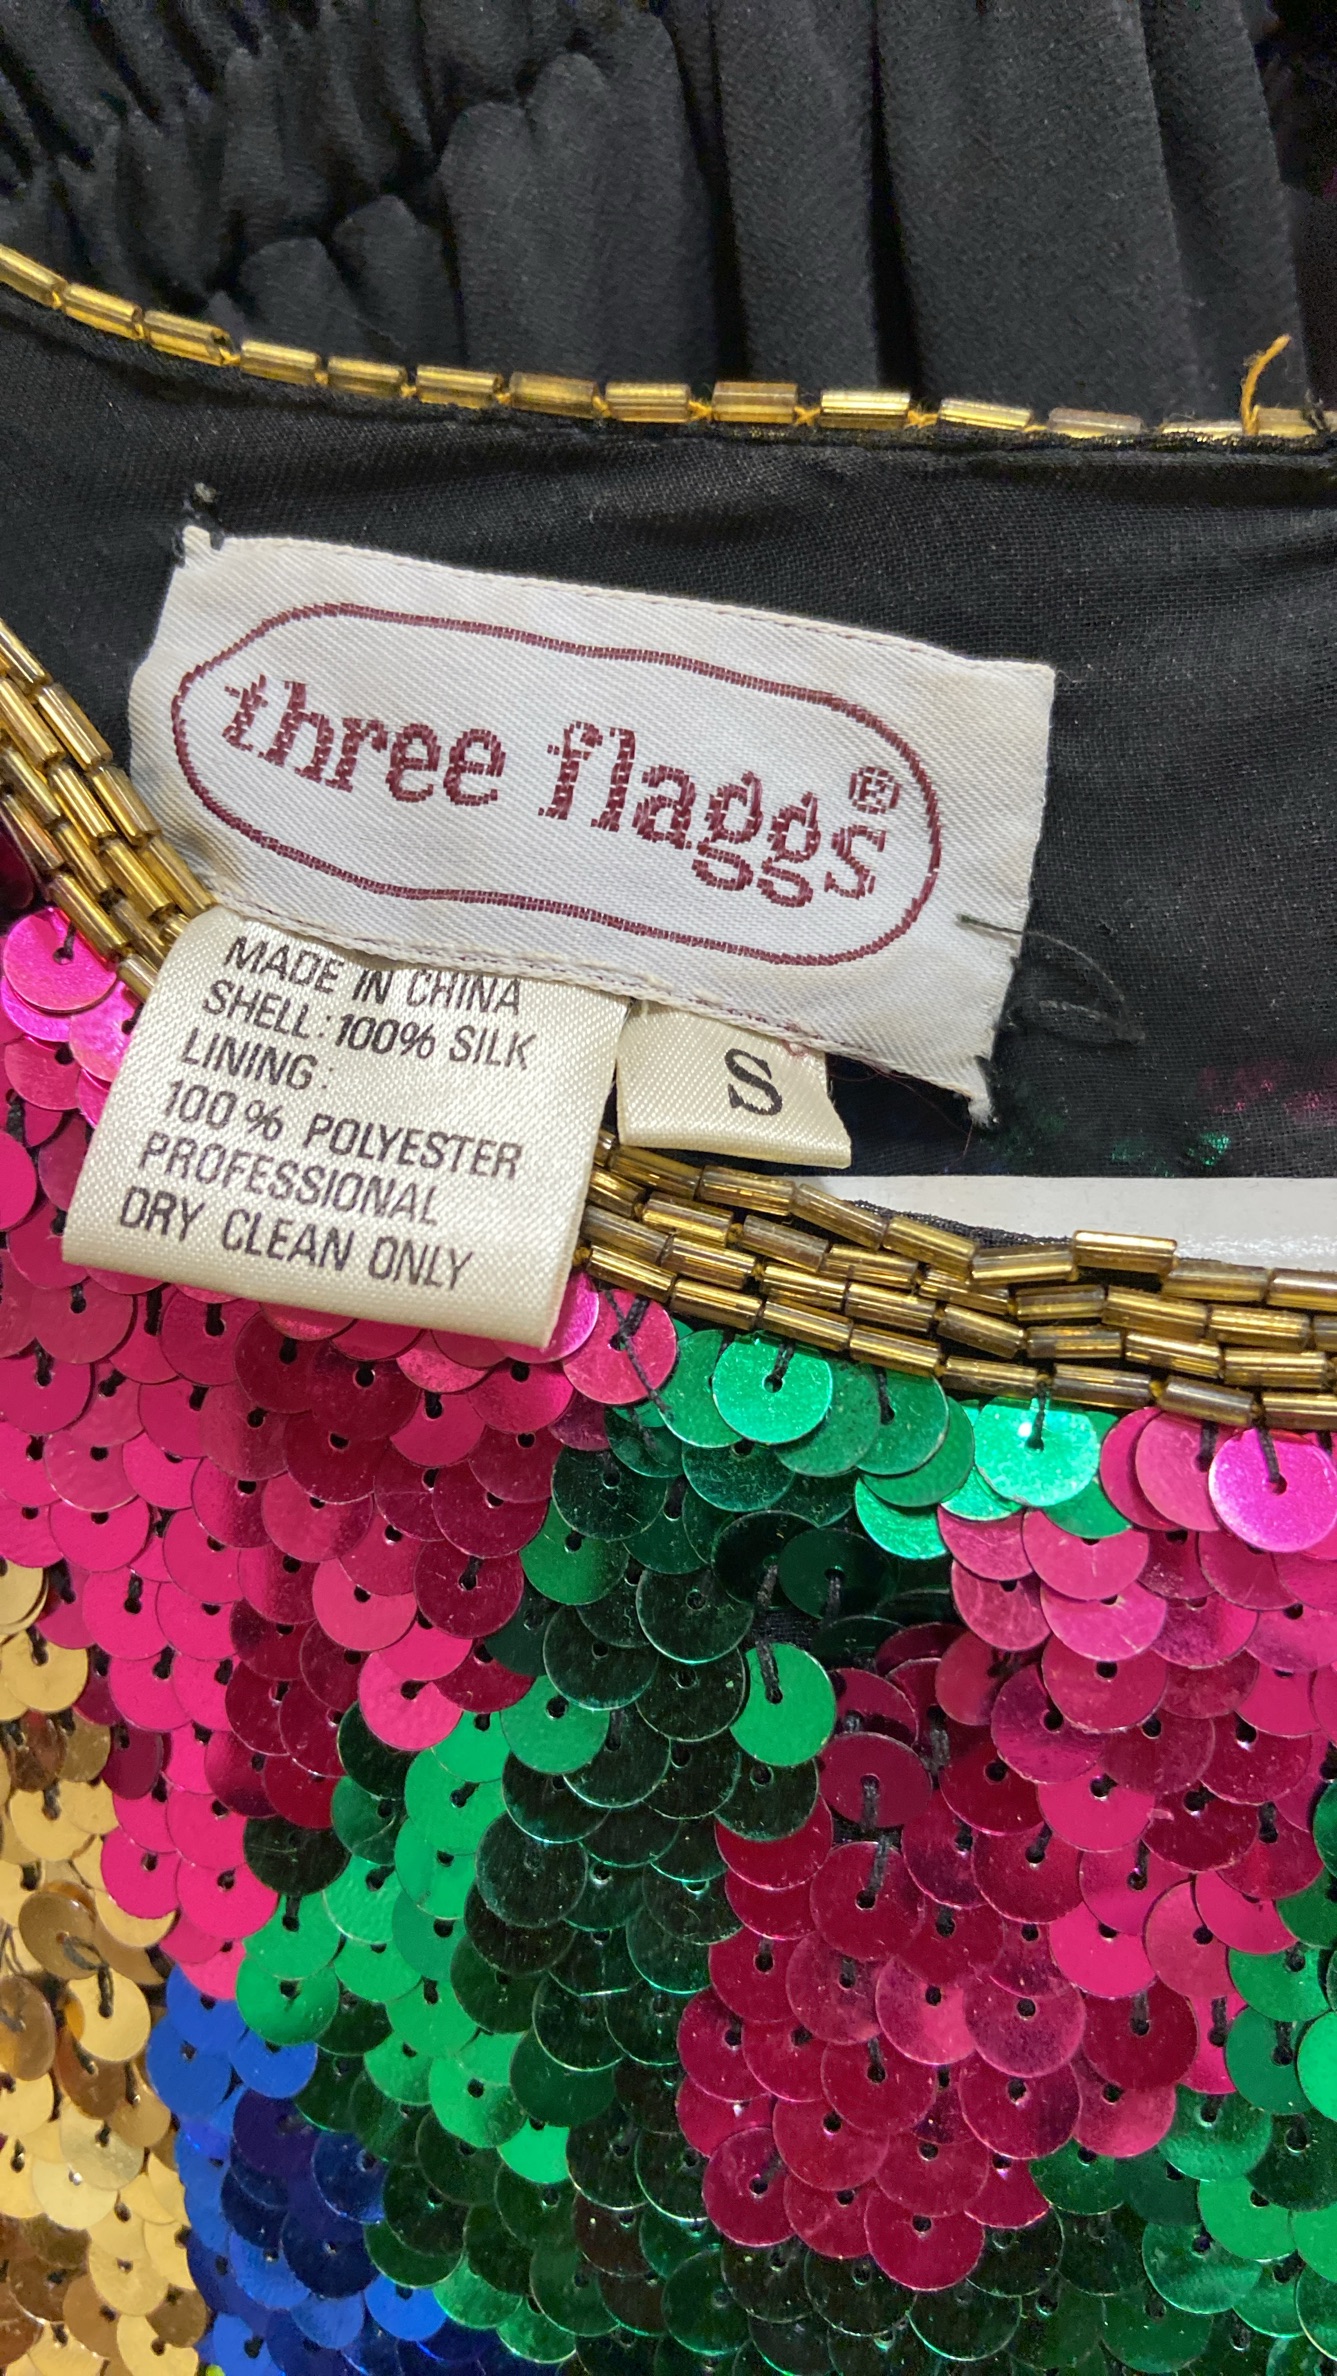 three flaggs®
MADE IN CHINA
SHELL: 100% SILK
LINING:
100% POLYESTER
PROFESSIONAL
DRY CLEAN ONLY
S